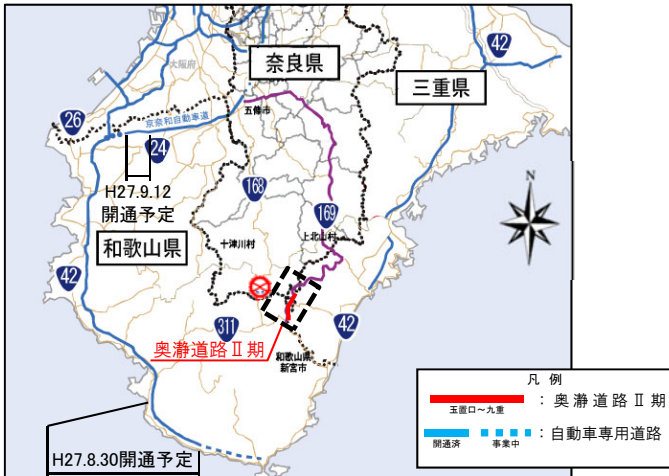 42
奈良県
大阪府
三重県
26
五條市
京奈和自動車道
24
H27.9.12
開通予定
168
169
和歌山県
十津川村
上北山村
42
311
42
奥瀞道路Ⅱ期
和歌山県
新宮市
凡 例
玉置口～九重
:奥瀞道路Ⅱ期
開通済
事業中
:自動車専用道路
H27.8.30開通予定